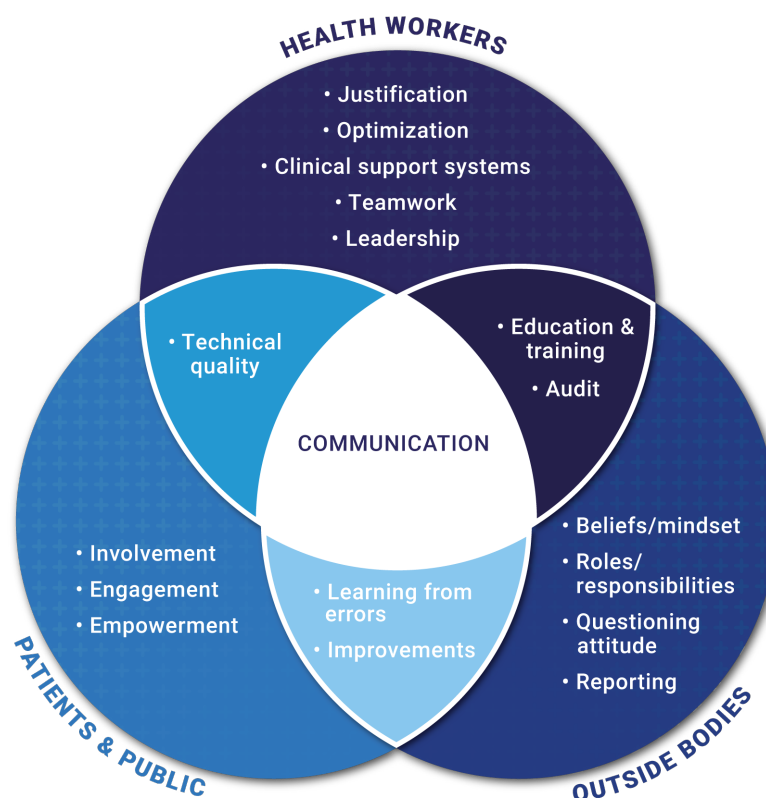 HEALTH WORKERS
• Justification
• Optimization
• Clinical support systems
• Teamwork
• Leadership
• Technical
quality
• Education &
training
• Audit
COMMUNICATION
• Involvement
• Engagement
• Empowerment
• Learning from
errors
• Improvements
• Beliefs/mindset
• Roles/
responsibilities
• Questioning
attitude
• Reporting
PATIENTS & PUBLIC
OUTSIDE BODIES